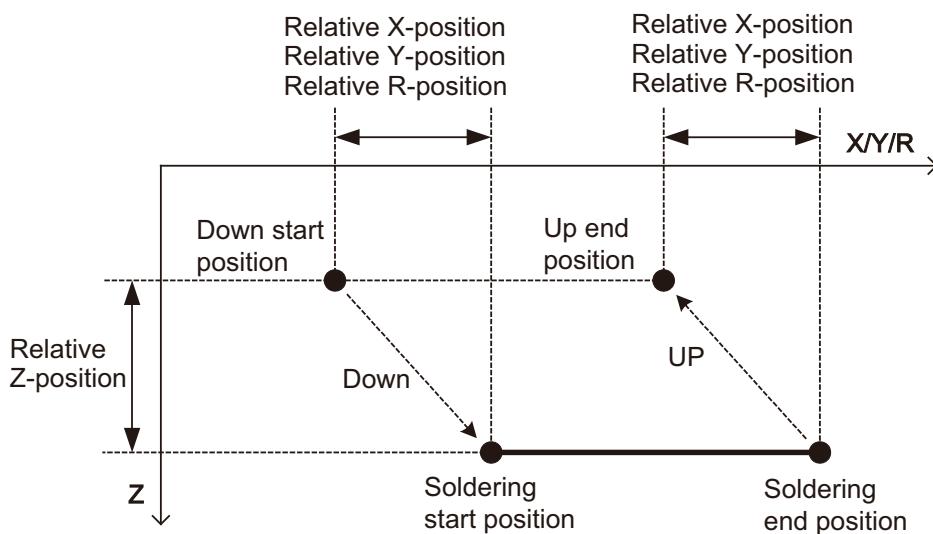 Relative X-position
Relative Y-position
Relative R-position
Relative X-position
Relative Y-position
Relative R-position
X/Y/R
Down start
position
Up end
position
Relative
Z-position
Down
UP
Z
Soldering
start position
Soldering
end position